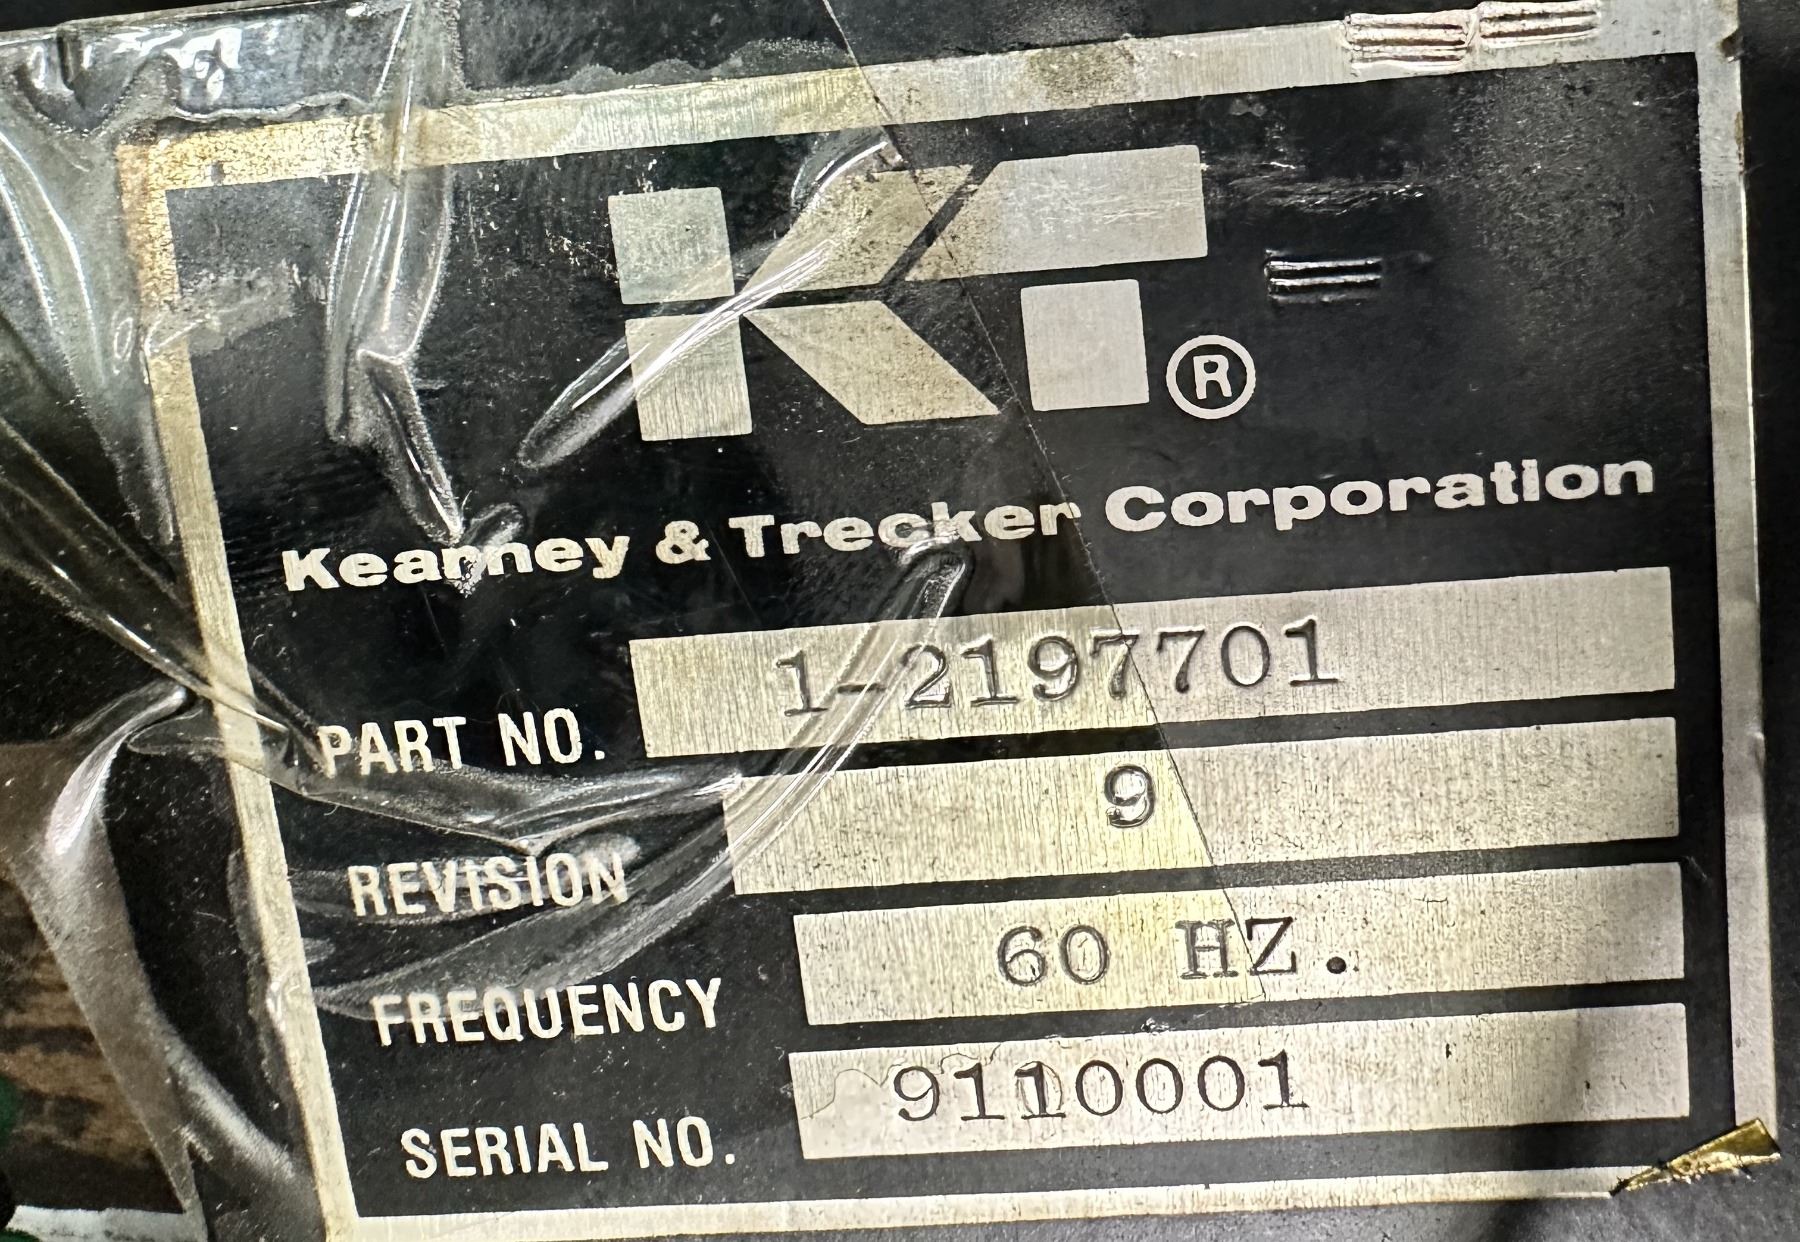 KT®
Kearney & Trecker Corporation
PART NO. 1-2197701
REVISION 9
FREQUENCY 60 HZ.
SERIAL NO. 9110001